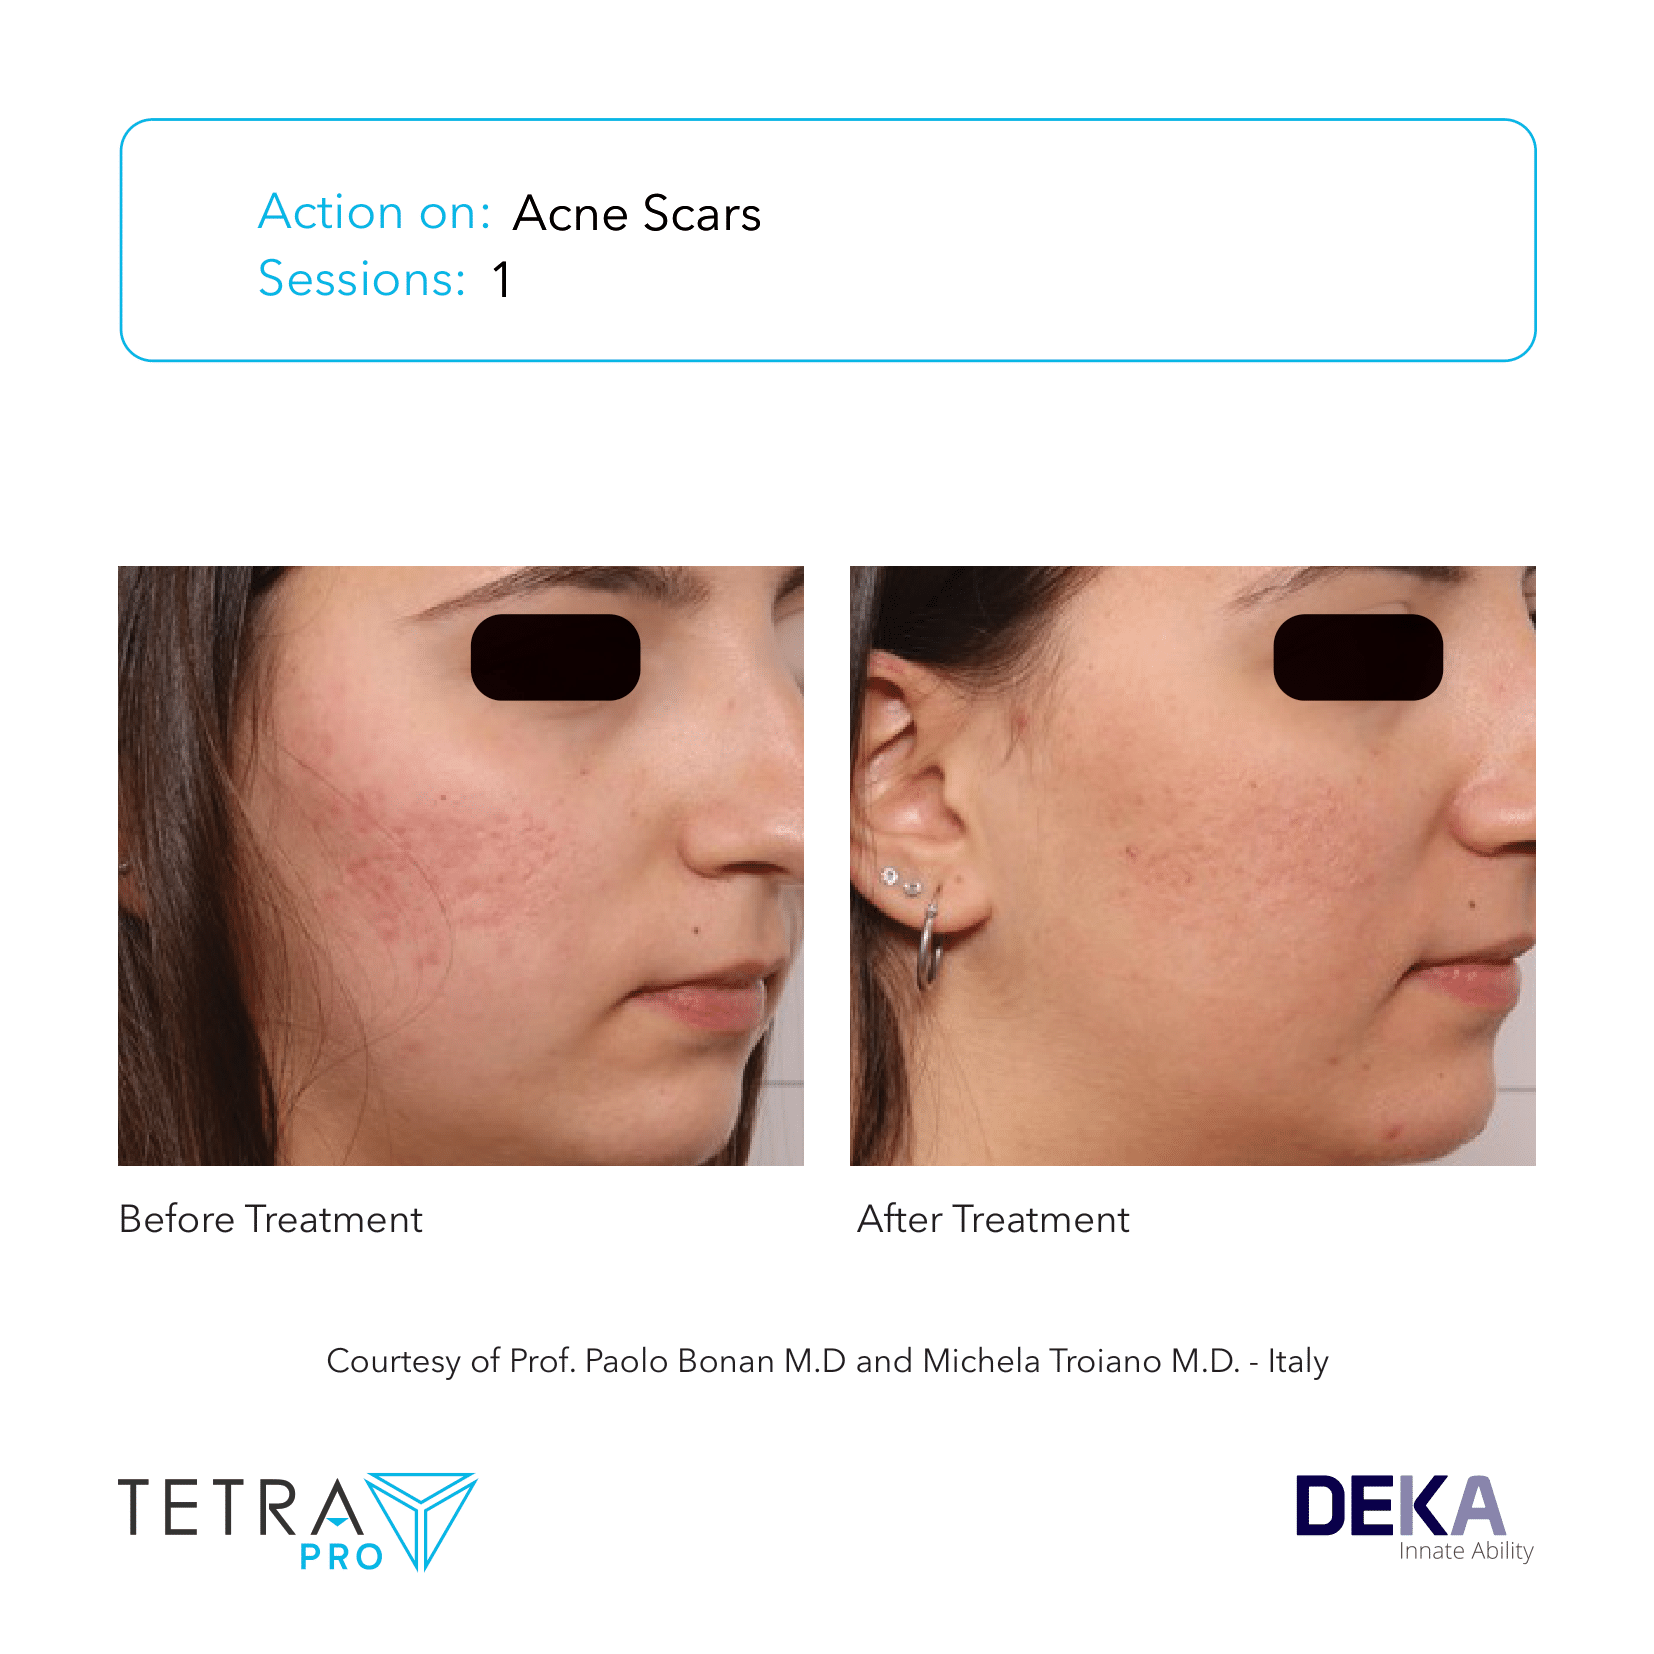 Action on: Acne Scars
Sessions: 1
Before Treatment
After Treatment
Courtesy of Prof. Paolo Bonan M.D and Michela Troiano M.D. - Italy
TETRA
PRO
DEKA
Innate Ability